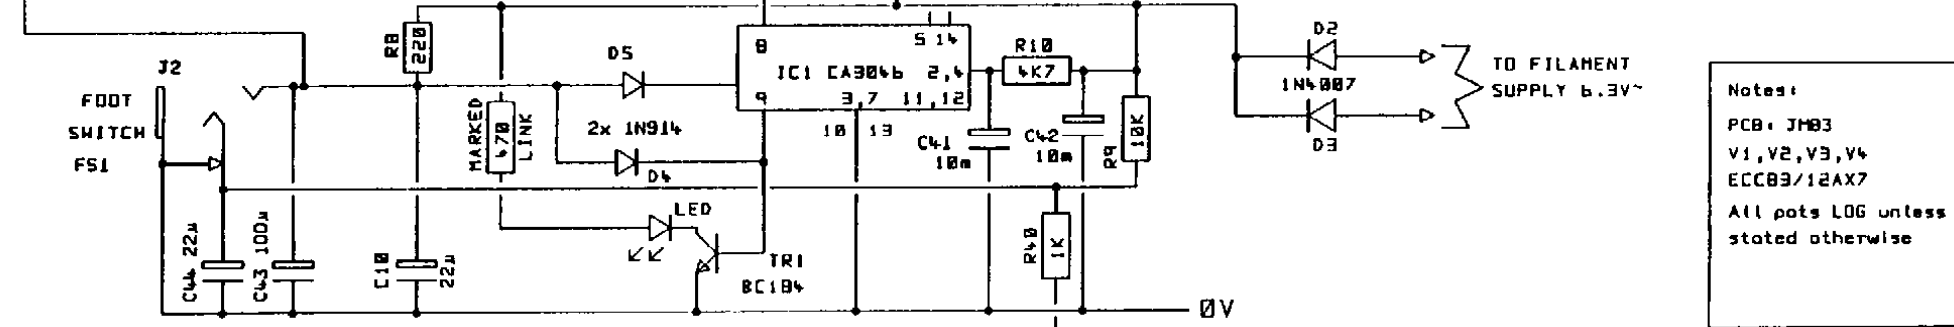 J2
FOOT
SWITCH
FS1
C44 22µ
C43 100µ
R8
220
C10
22µ
MARKED
470
LINK
D5
2x 1N914
D4
LED
TR1
BC184
8
5 14
IC1 CA3046 2,4
9
3,7 11,12
10 13
R10
4K7
C41
10m
C42
10m
R9
10K
R40
1K
0V
D2
1N4007
D3
TO FILAMENT
SUPPLY 6.3V~
Notes:
PCB: JMB3
V1,V2,V3,V4
ECC83/12AX7
All pots LOG unless
stated otherwise